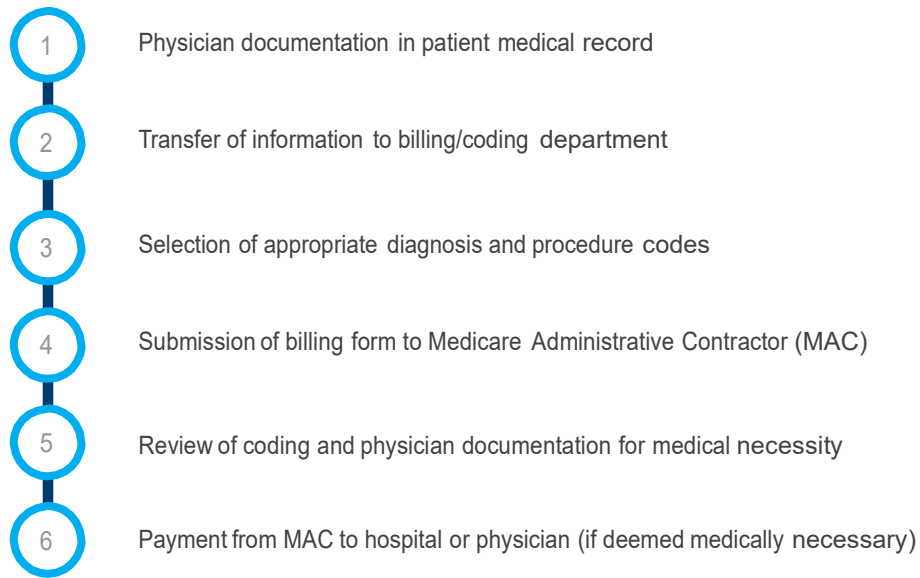 1 Physician documentation in patient medical record
2 Transfer of information to billing/coding department
3 Selection of appropriate diagnosis and procedure codes
4 Submission of billing form to Medicare Administrative Contractor (MAC)
5 Review of coding and physician documentation for medical necessity
6 Payment from MAC to hospital or physician (if deemed medically necessary)